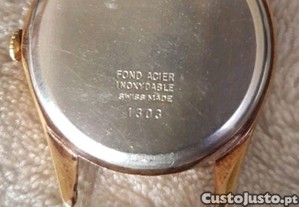 FOND ACIER
INOXYDABLE
SWISS MADE
1303
CustoJusto.pt